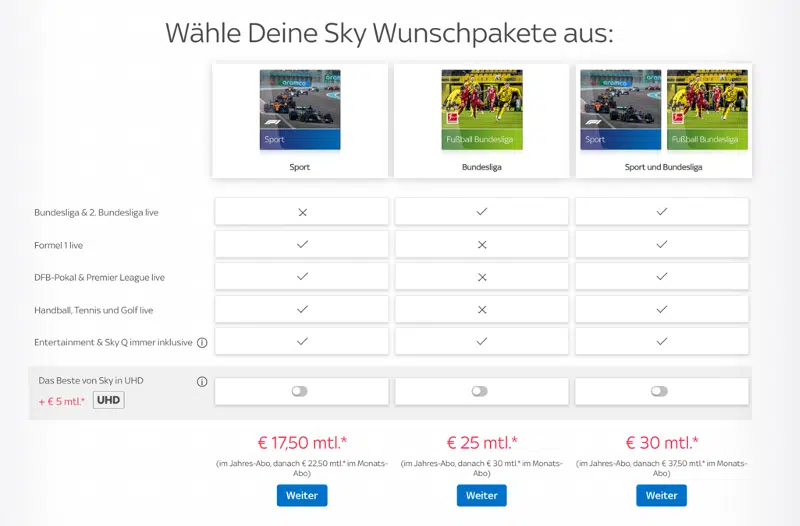 Wähle Deine Sky Wunschpakete aus:
aramco
aramco
F1
Sport
Fußball Bundesliga
F1
Sport
Fußball Bundesliga
Sport
Bundesliga
Sport und Bundesliga
Bundesliga & 2. Bundesliga live
Formel 1 live
DFB-Pokal & Premier League live
Handball, Tennis und Golf live
Entertainment & Sky Q immer inklusive
Das Beste von Sky in UHD
+ € 5 mtl.* UHD
€ 17,50 mtl.*
€ 25 mtl.*
€ 30 mtl.*
(im Jahres-Abo, danach € 22,50 mtl.* im Monats-
Abo)
(im Jahres-Abo, danach € 30 mtl.* im Monats-
Abo)
(im Jahres-Abo, danach € 37,50 mtl.* im Monats-
Abo)
Weiter
Weiter
Weiter